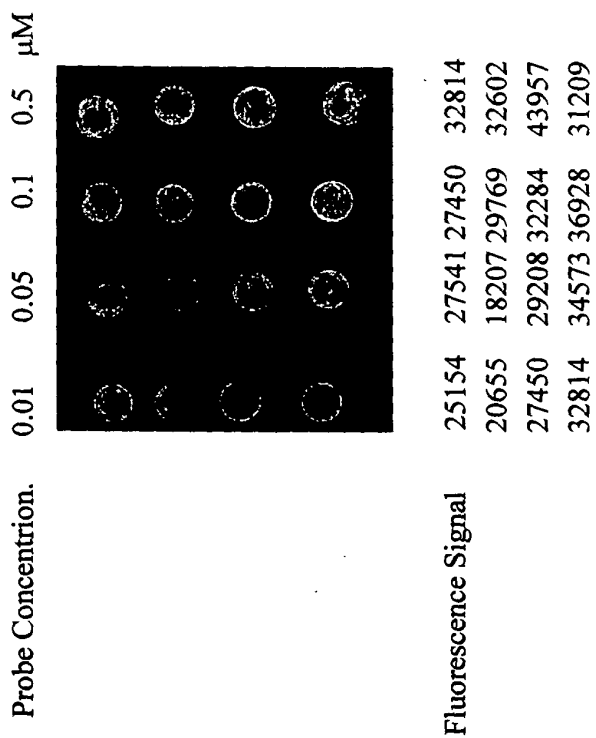 Probe Concentrion. 0.01 0.05 0.1 0.5 μM
Fluorescence Signal 25154 27541 27450 32814
20655 18207 29769 32602
27450 29208 32284 43957
32814 34573 36928 31209